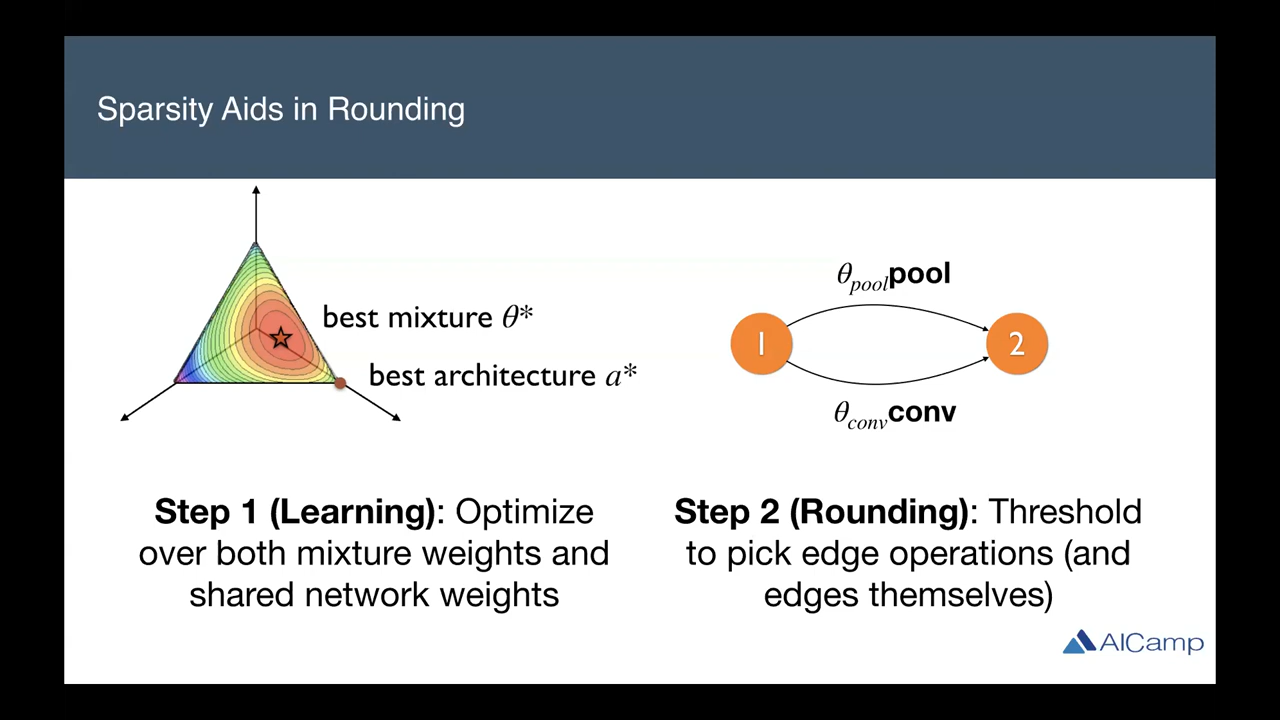 Sparsity Aids in Rounding
best mixture θ*
best architecture a*
θpoolpool
1
2
θconvconv
Step 1 (Learning): Optimize
over both mixture weights and
shared network weights
Step 2 (Rounding): Threshold
to pick edge operations (and
edges themselves)
AICamp